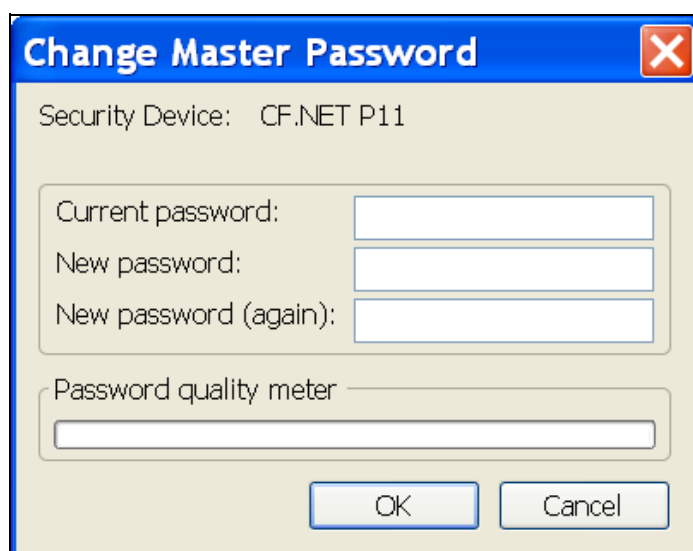 Change Master Password
Security Device: CF.NET P11
Current password:
New password:
New password (again):
Password quality meter
OK Cancel